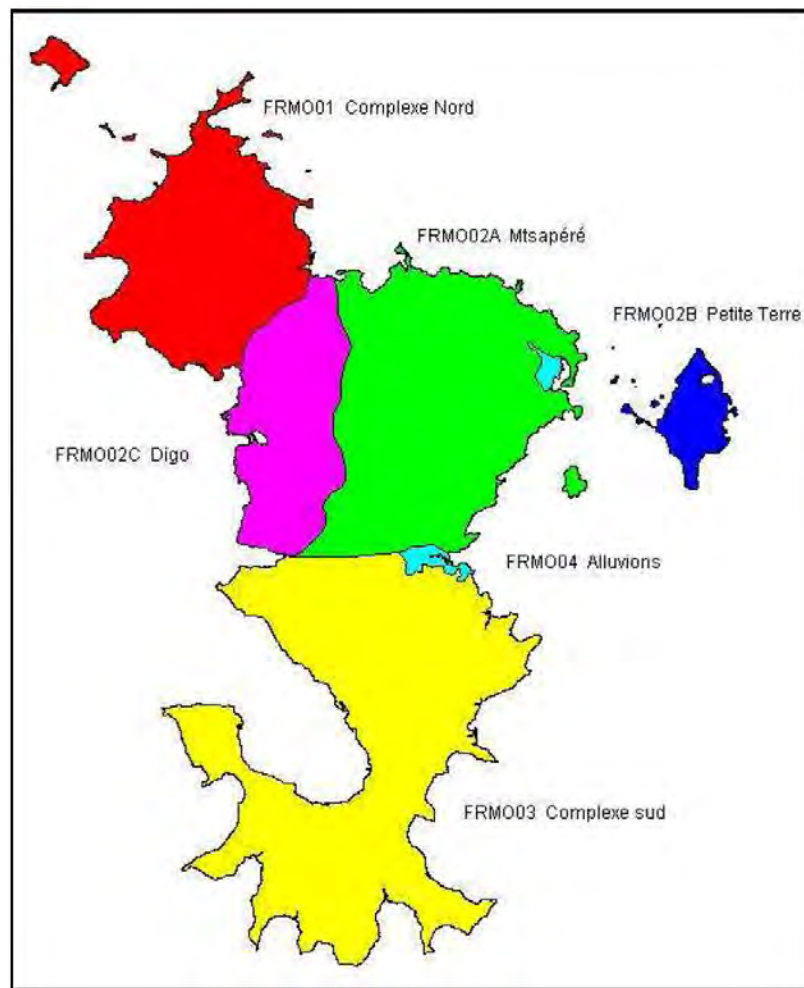 FRMO01 Complexe Nord
FRMO02A Mtsapéré
FRMO02B Petite Terre
FRMO02C Digo
FRMO04 Alluvions
FRMO03 Complexe sud